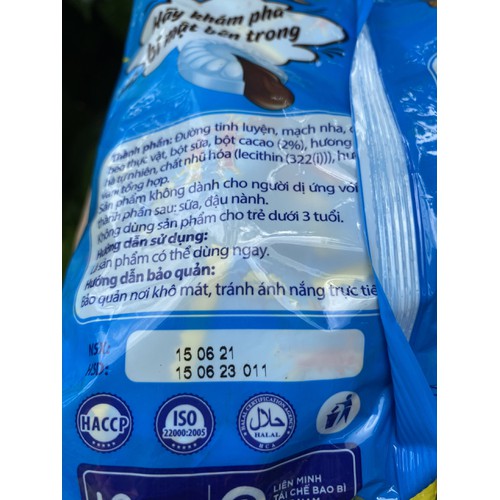 Hãy khám phá
bí mật bên trong
Thành phần: Đường tinh luyện, mạch nha,
béo thực vật, bột sữa, bột cacao (2%), hương
tự nhiên, chất nhũ hóa (lecithin (322(i))),
tổng hợp.
Sản phẩm không dành cho người dị ứng với
thành phần sau: sữa, đậu nành.
Không dùng sản phẩm cho trẻ dưới 3 tuổi.
Hướng dẫn sử dụng:
sản phẩm có thể dùng ngay.
Hướng dẫn bảo quản:
Bảo quản nơi khô mát, tránh ánh nắng trực
NSX: 15 06 21
HSD: 15 06 23 011
HACCP
ISO
22000:2005
حلال
HALAL
LIÊN MINH
TÁI CHẾ BAO BÌ